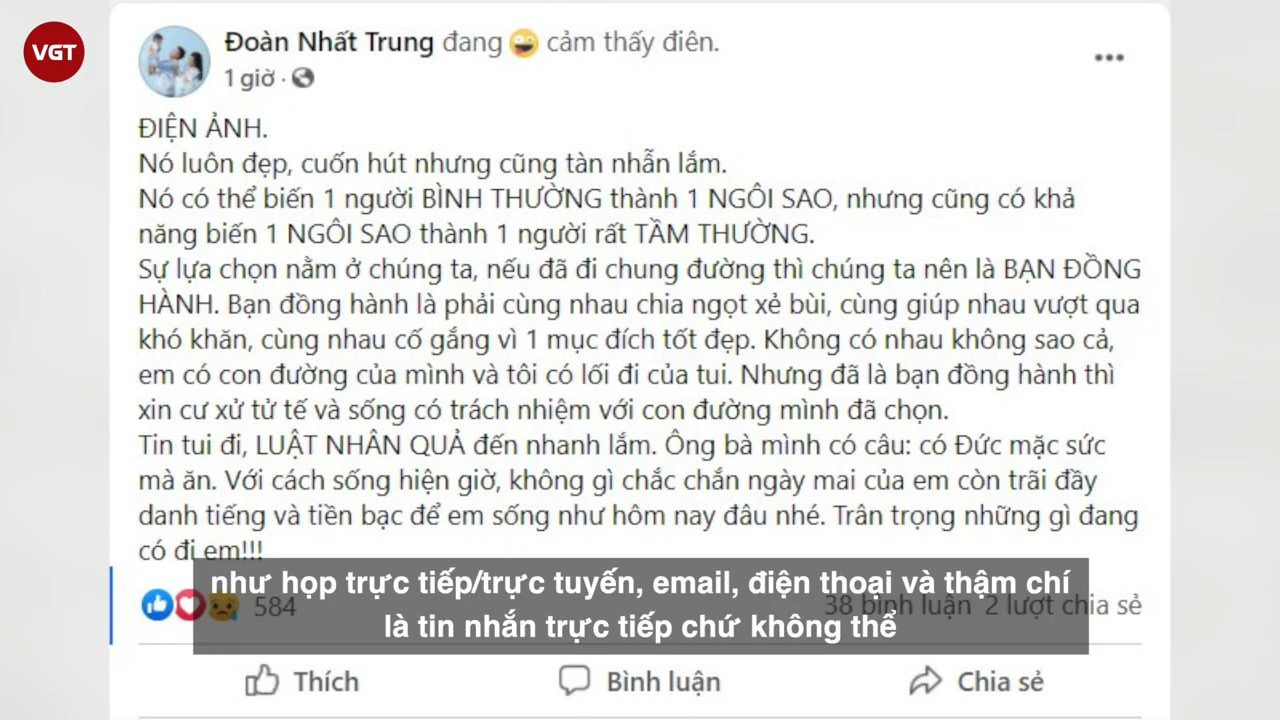 VGT
Đoàn Nhất Trung đang cảm thấy điên.
1 giờ ·
ĐIỆN ẢNH.
Nó luôn đẹp, cuốn hút nhưng cũng tàn nhẫn lắm.
Nó có thể biến 1 người BÌNH THƯỜNG thành 1 NGÔI SAO, nhưng cũng có khả
năng biến 1 NGÔI SAO thành 1 người rất TẦM THƯỜNG.
Sự lựa chọn nằm ở chúng ta, nếu đã đi chung đường thì chúng ta nên là BẠN ĐỒNG
HÀNH. Bạn đồng hành là phải cùng nhau chia ngọt xẻ bùi, cùng giúp nhau vượt qua
khó khăn, cùng nhau cố gắng vì 1 mục đích tốt đẹp. Không có nhau không sao cả,
em có con đường của mình và tôi có lối đi của tui. Nhưng đã là bạn đồng hành thì
xin cư xử tử tế và sống có trách nhiệm với con đường mình đã chọn.
Tin tui đi, LUẬT NHÂN QUẢ đến nhanh lắm. Ông bà mình có câu: có Đức mặc sức
mà ăn. Với cách sống hiện giờ, không gì chắc chắn ngày mai của em còn trãi đầy
danh tiếng và tiền bạc để em sống như hôm nay đâu nhé. Trân trọng những gì đang
có đi em!!!
như họp trực tiếp/trực tuyến, email, điện thoại và thậm chí
584 38 bình luận 2 lượt chia sẻ
là tin nhắn trực tiếp chứ không thể
Thích Bình luận Chia sẻ